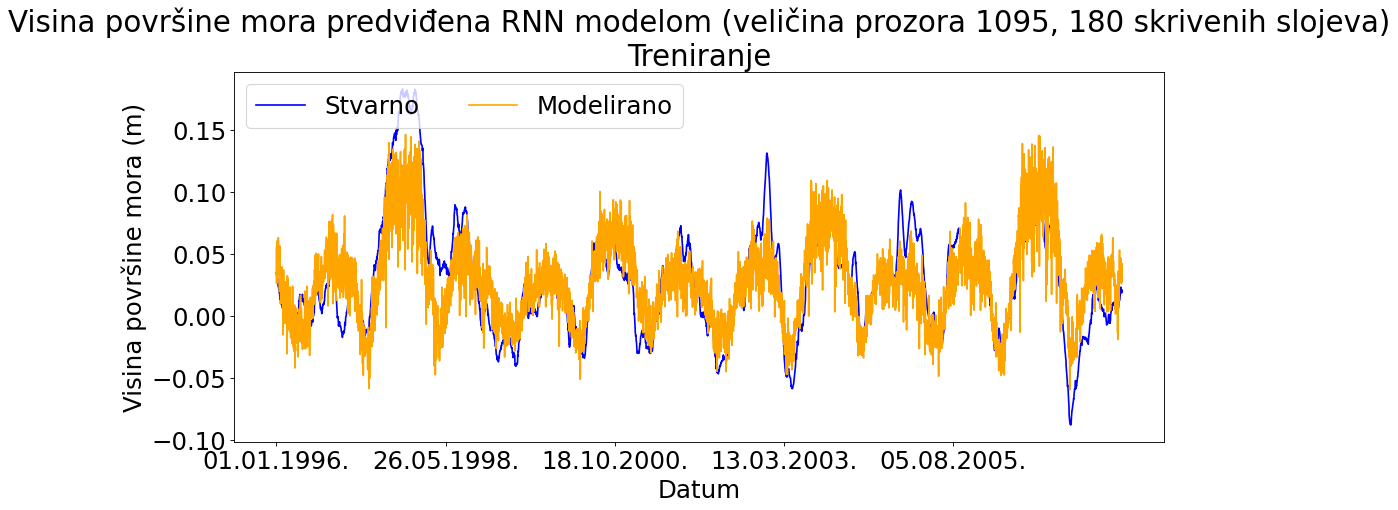 Visina površine mora predviđena RNN modelom (veličina prozora 1095, 180 skrivenih slojeva)
Treniranje
Stvarno Modelirano
Visina površine mora (m)
0.15
0.10
0.05
0.00
−0.05
−0.10
01.01.1996. 26.05.1998. 18.10.2000. 13.03.2003. 05.08.2005.
Datum